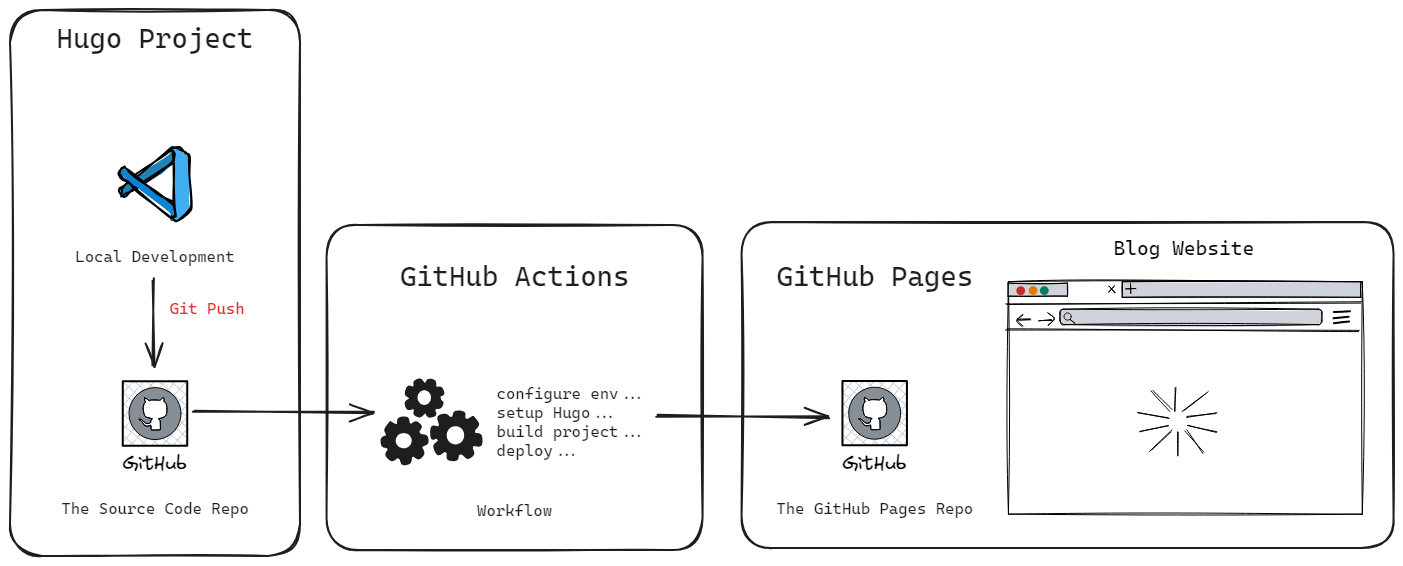 Hugo Project
Local Development
Git Push
GitHub
The Source Code Repo
GitHub Actions
configure env...
setup Hugo...
build project...
deploy...
Workflow
GitHub Pages
GitHub
The GitHub Pages Repo
Blog Website